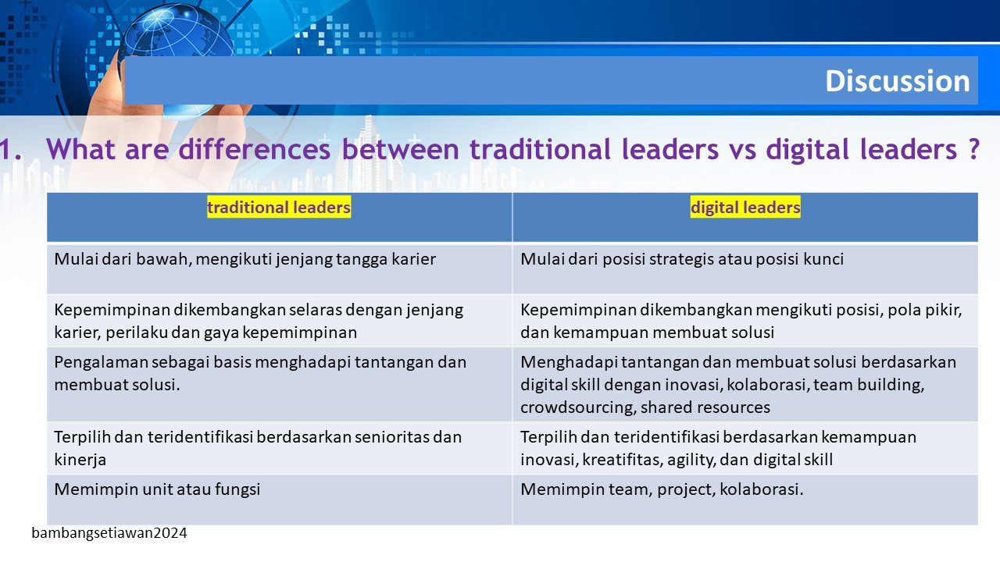 Discussion
1. What are differences between traditional leaders vs digital leaders ?
traditional leaders
digital leaders
Mulai dari bawah, mengikuti jenjang tangga karier
Mulai dari posisi strategis atau posisi kunci
Kepemimpinan dikembangkan selaras dengan jenjang
karier, perilaku dan gaya kepemimpinan
Kepemimpinan dikembangkan mengikuti posisi, pola pikir,
dan kemampuan membuat solusi
Pengalaman sebagai basis menghadapi tantangan dan
membuat solusi.
Menghadapi tantangan dan membuat solusi berdasarkan
digital skill dengan inovasi, kolaborasi, team building,
crowdsourcing, shared resources
Terpilih dan teridentifikasi berdasarkan senioritas dan
kinerja
Terpilih dan teridentifikasi berdasarkan kemampuan
inovasi, kreatifitas, agility, dan digital skill
Memimpin unit atau fungsi
Memimpin team, project, kolaborasi.
bambangsetiawan2024